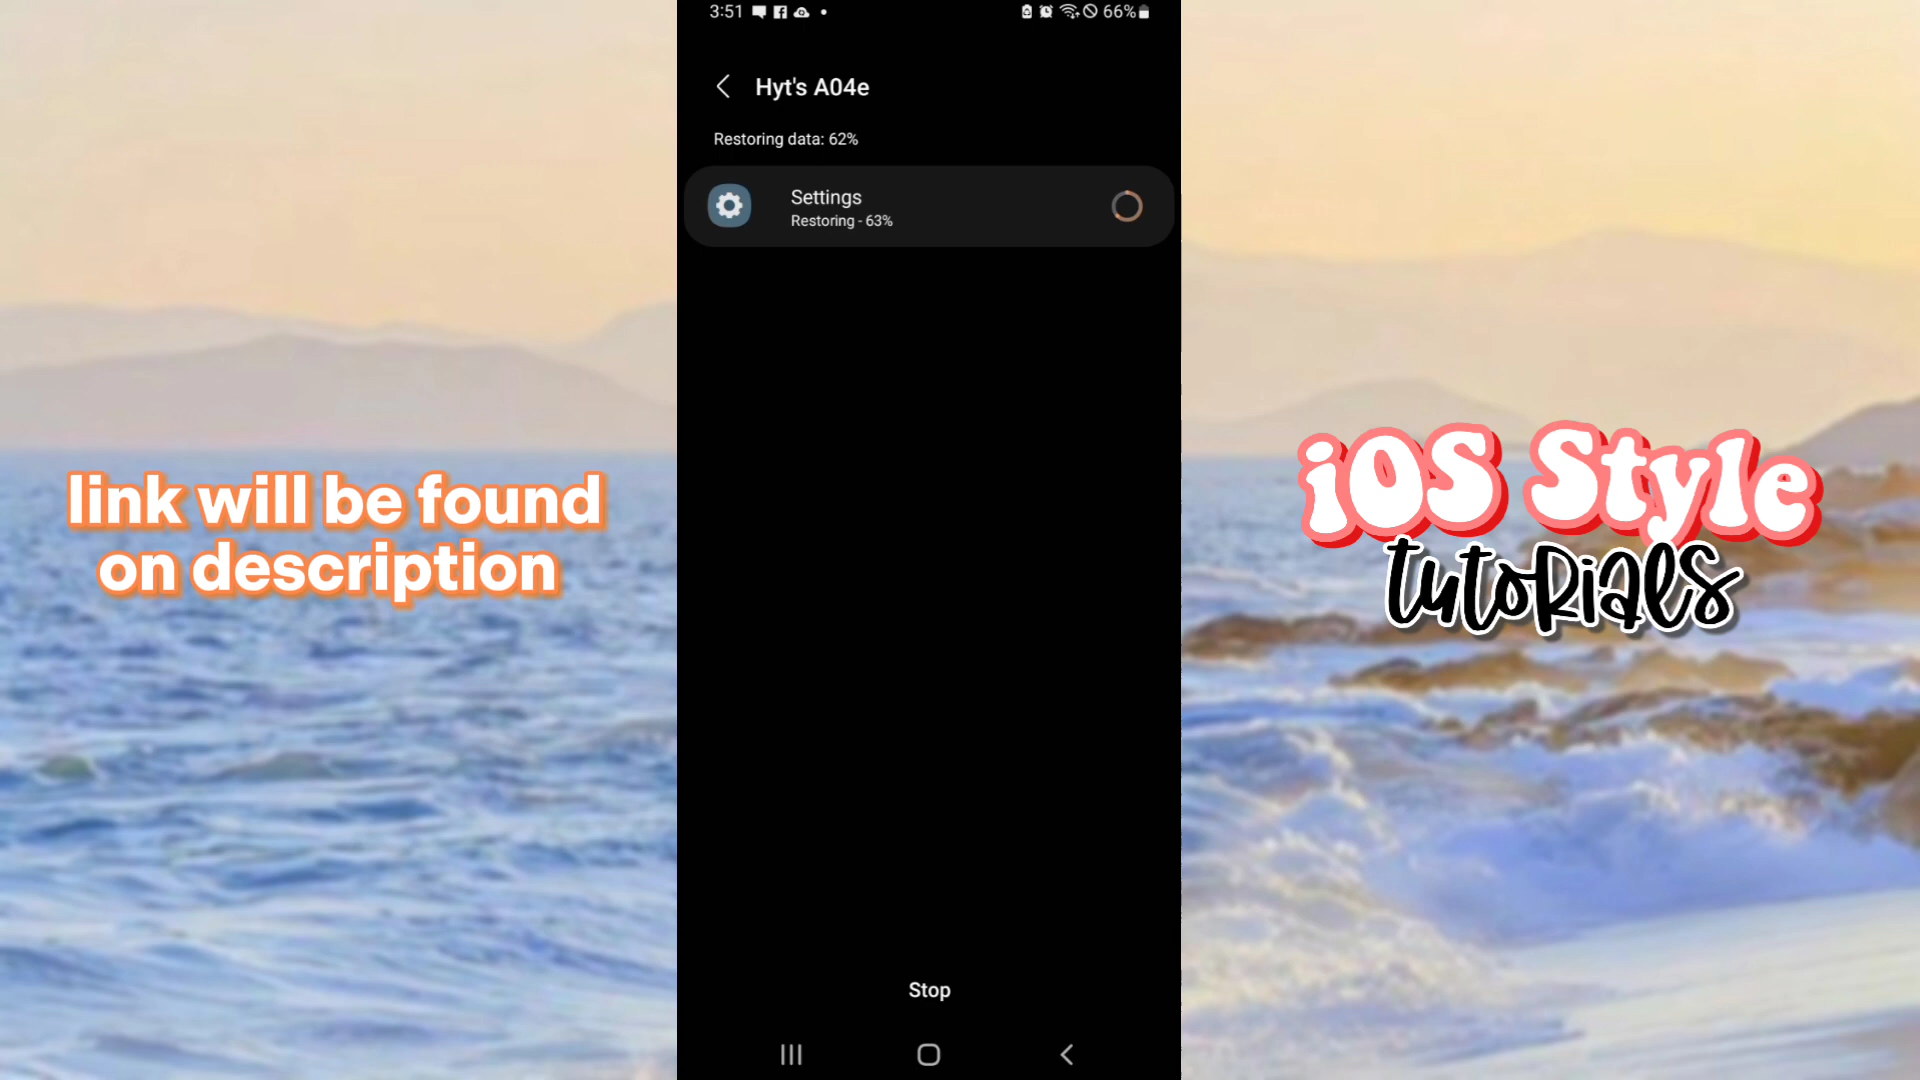 3:51
66%
Hyt's A04e
Restoring data: 62%
Settings
Restoring - 63%
link will be found
on description
iOS Style
tutorials
Stop